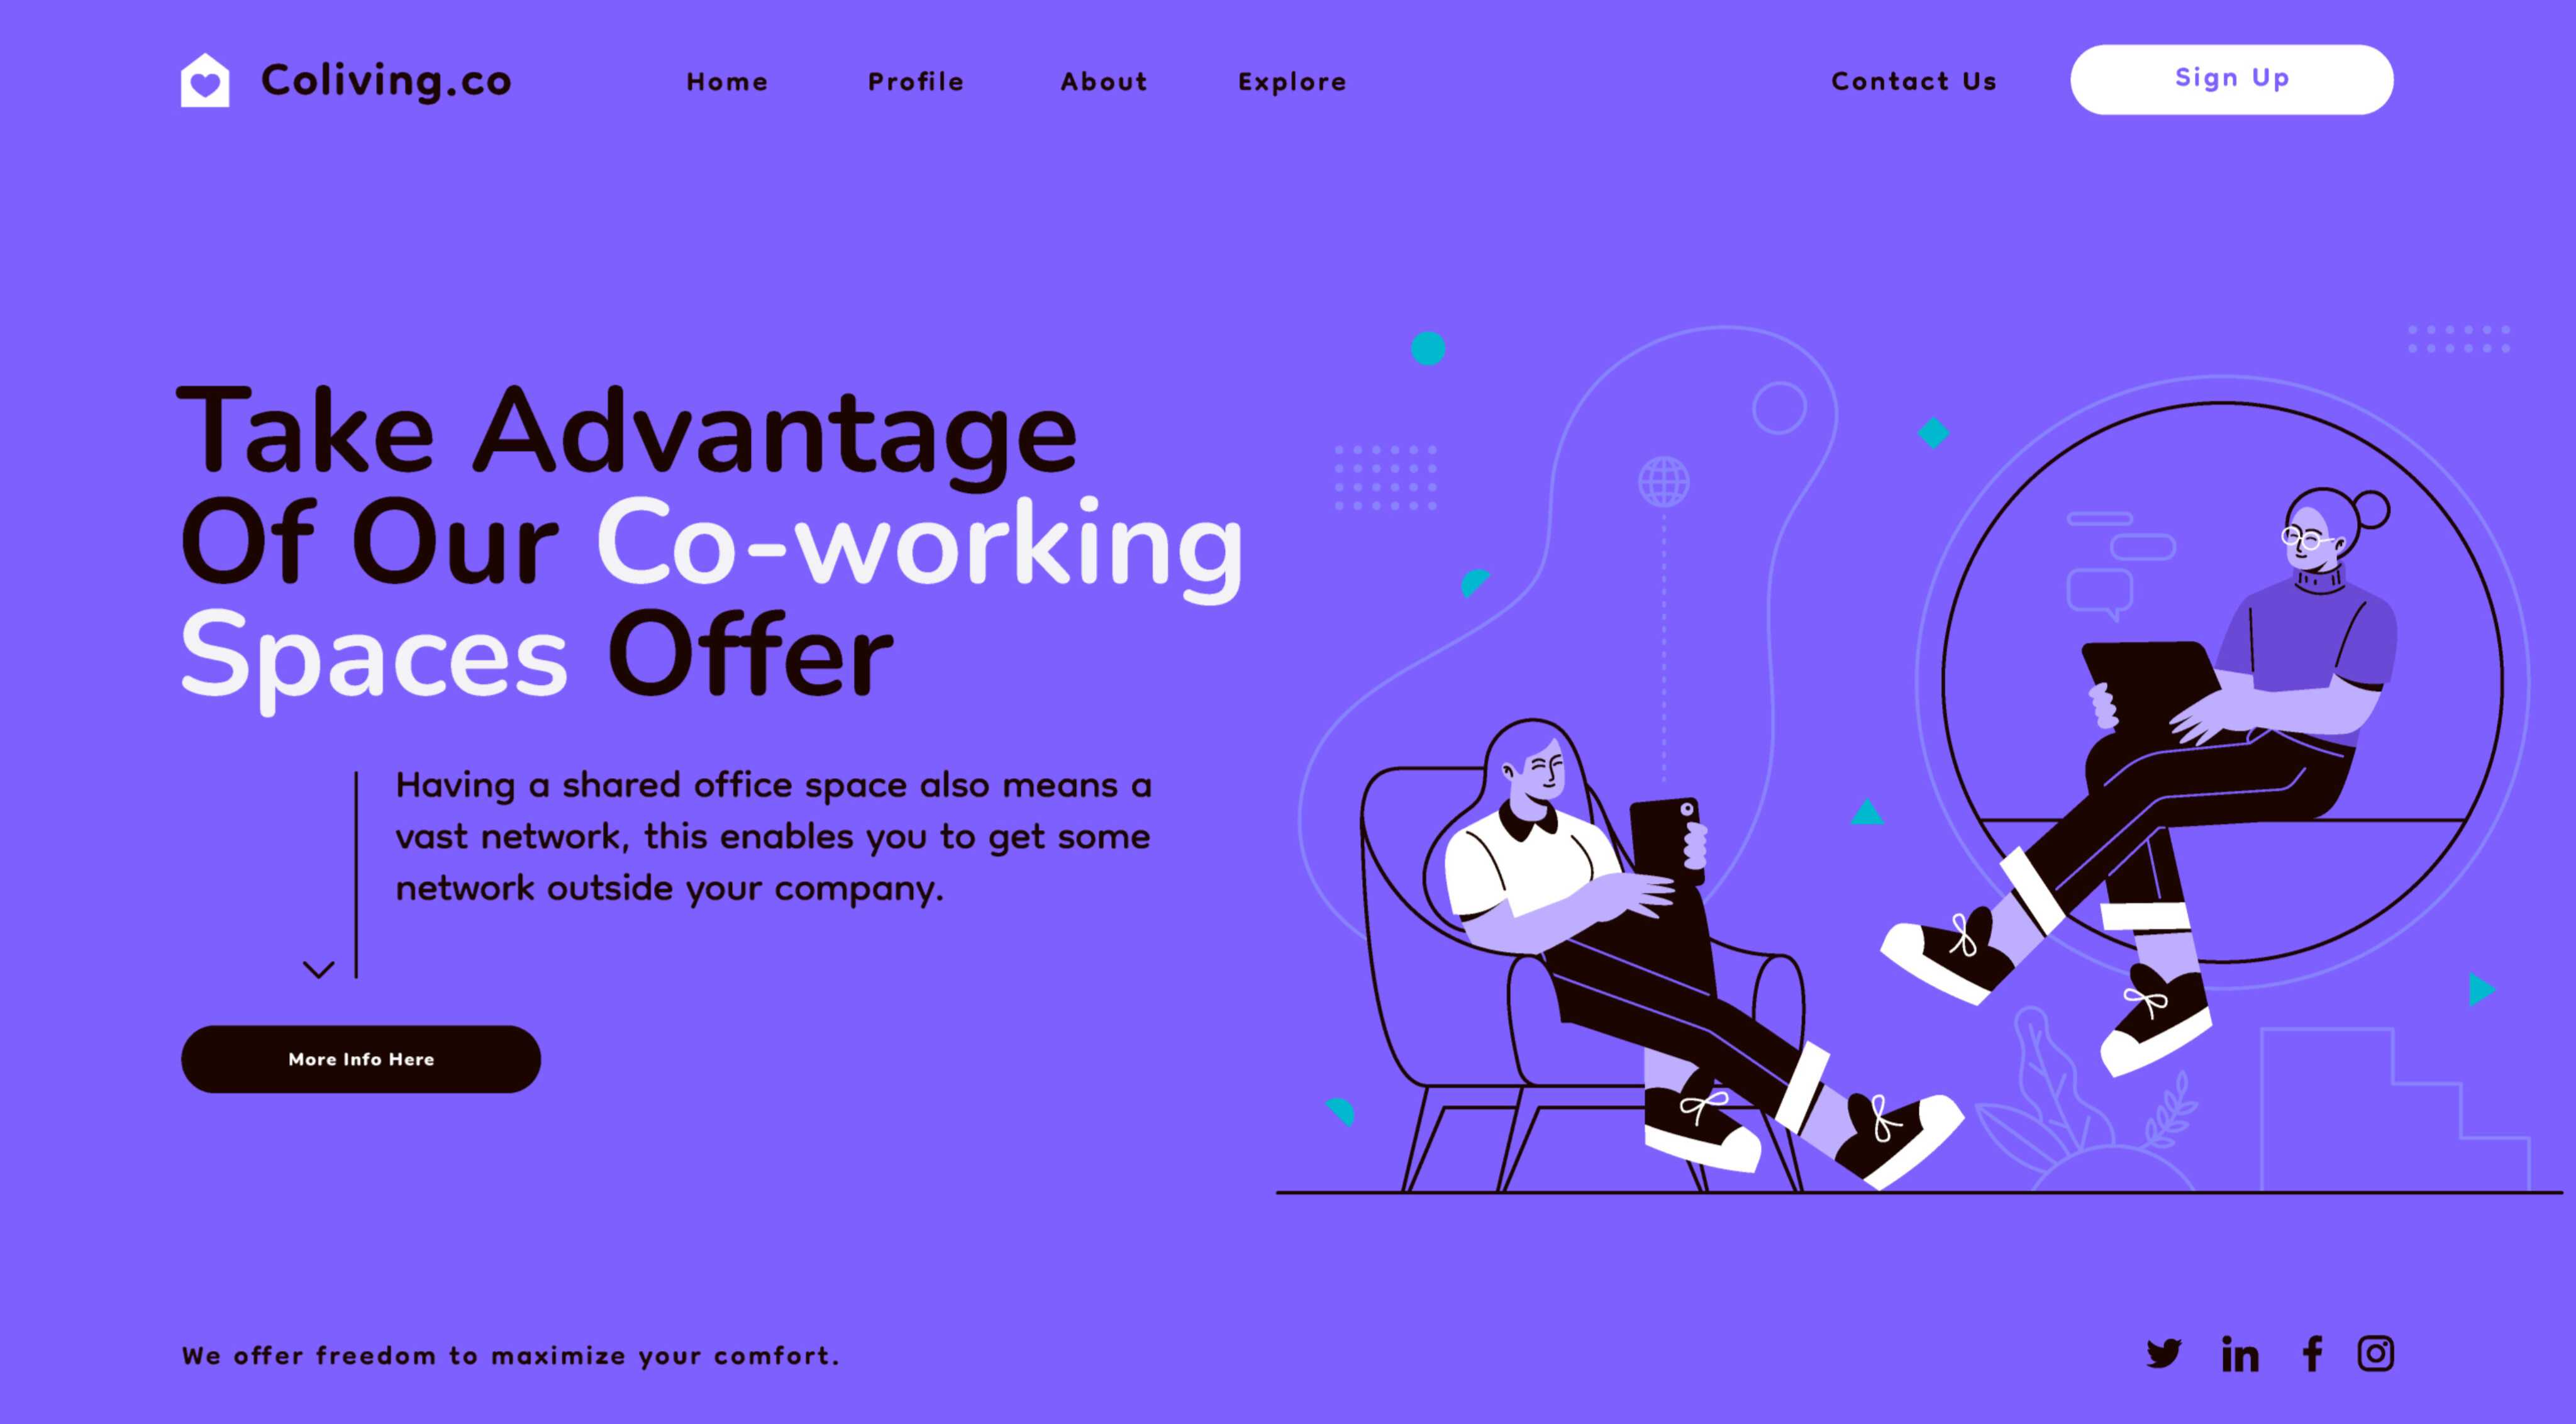 Coliving.co
Home
Profile
About
Explore
Contact Us
Sign Up
Take Advantage
Of Our Co-working
Spaces Offer
Having a shared office space also means a
vast network, this enables you to get some
network outside your company.
More Info Here
We offer freedom to maximize your comfort.